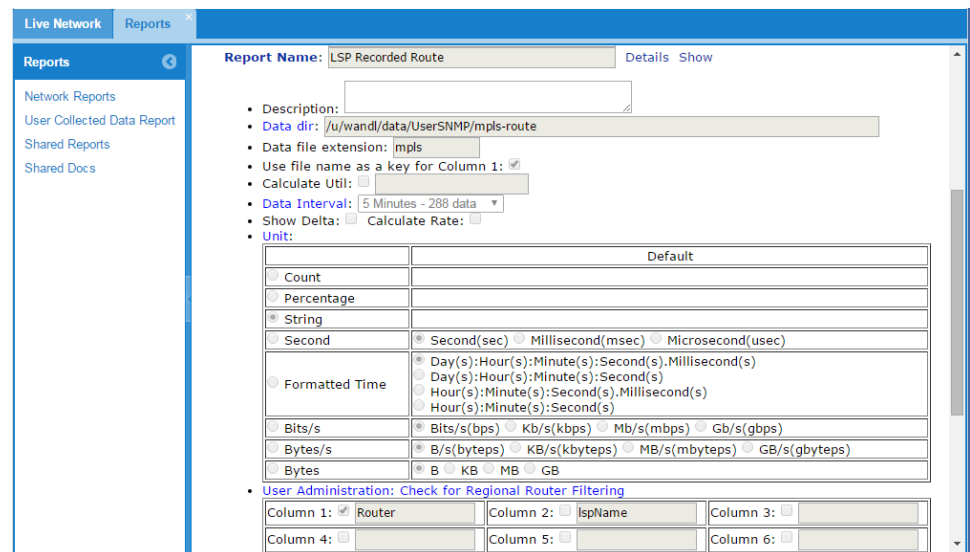 Live Network Reports ×
Reports
Network Reports
User Collected Data Report
Shared Reports
Shared Docs
Report Name: LSP Recorded Route Details Show
• Description:
• Data dir: /u/wandl/data/UserSNMP/mpls-route
• Data file extension: mpls
• Use file name as a key for Column 1:
• Calculate Util:
• Data Interval: 5 Minutes - 288 data
• Show Delta: Calculate Rate:
• Unit:
Default
Count
Percentage
String
Second Second(sec) Millisecond(msec) Microsecond(usec)
Day(s):Hour(s):Minute(s):Second(s).Millisecond(s)
Day(s):Hour(s):Minute(s):Second(s)
Formatted Time
Hour(s):Minute(s):Second(s).Millisecond(s)
Hour(s):Minute(s):Second(s)
Bits/s Bits/s(bps) Kb/s(kbps) Mb/s(mbps) Gb/s(gbps)
Bytes/s B/s(byteps) KB/s(kbyteps) MB/s(mbyteps) GB/s(gbyteps)
Bytes B KB MB GB
• User Administration: Check for Regional Router Filtering
Column 1: Router Column 2: lspName Column 3:
Column 4: Column 5: Column 6: